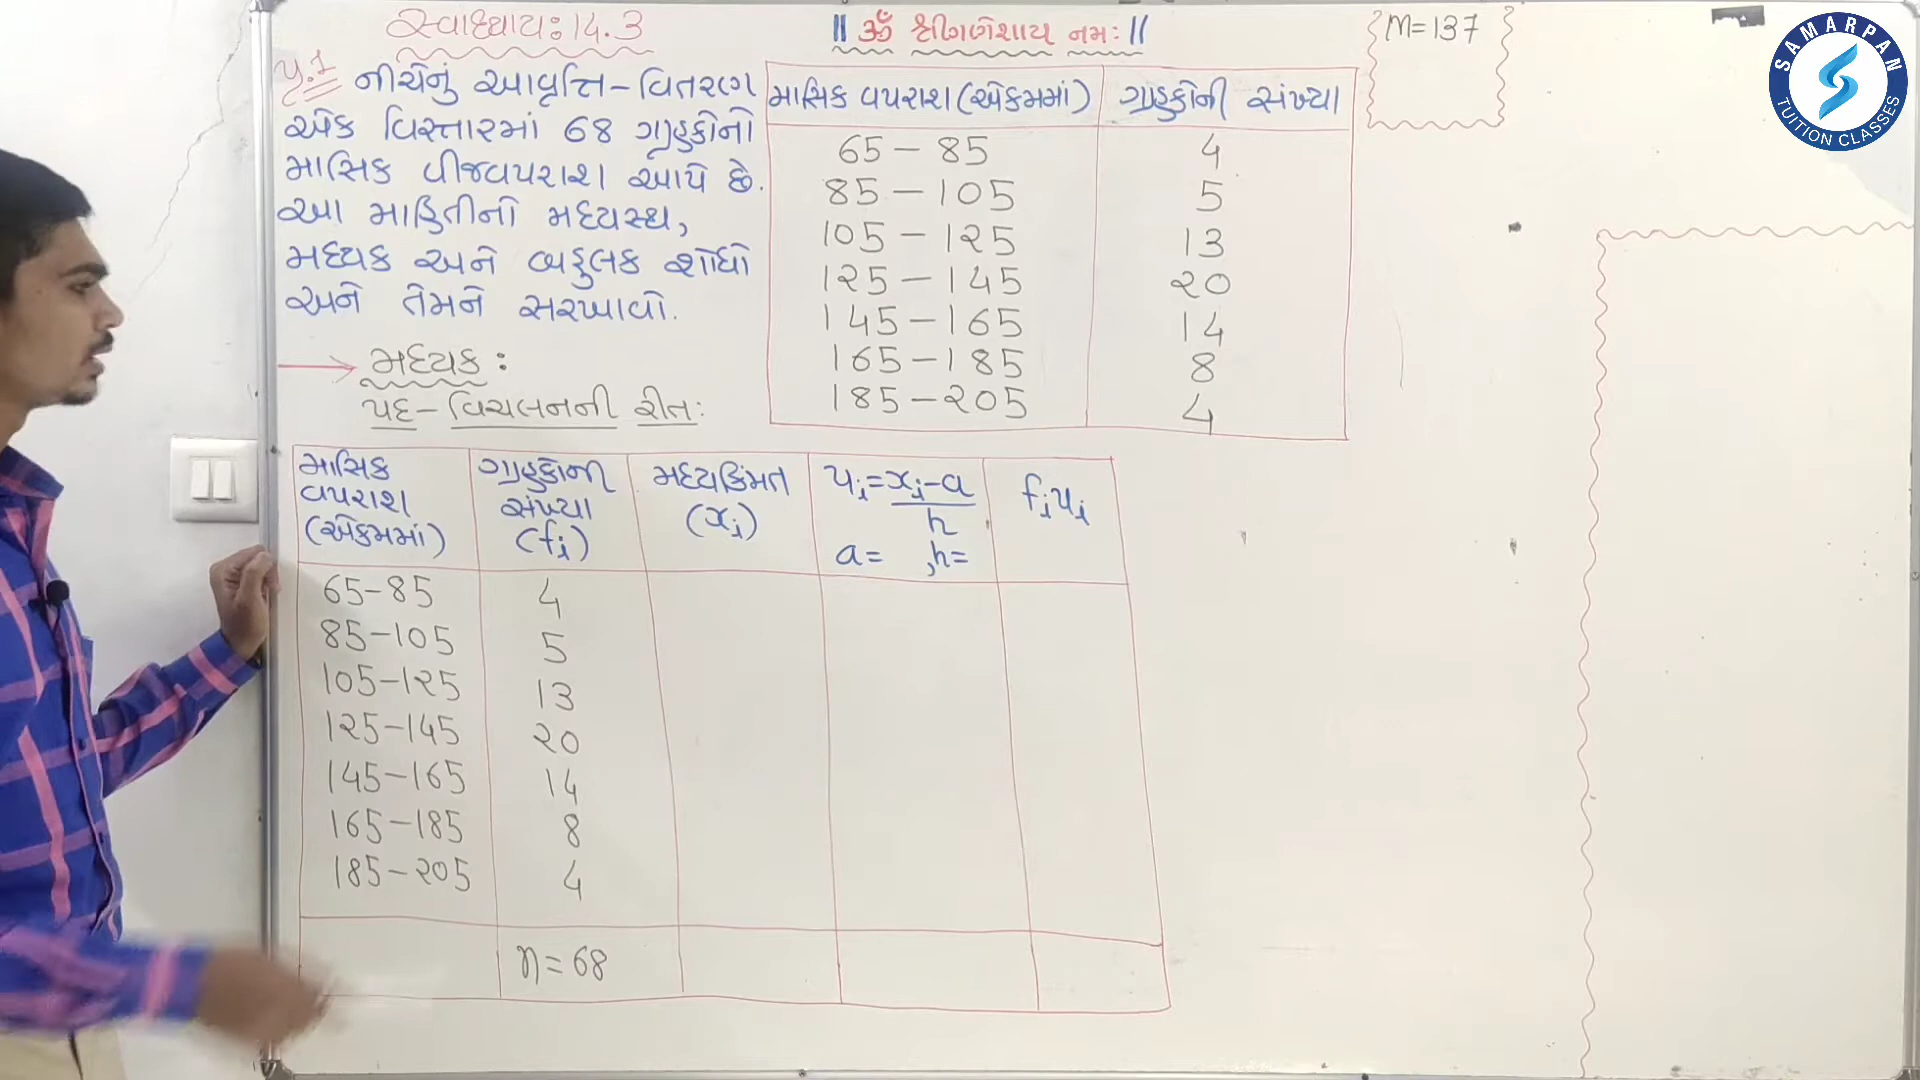 સ્વાધ્યાય: 14.3
|| ૐ શ્રી ગણેશાય નમઃ ||
M=137
SAMARPAN
TUITION CLASSES
પ્ર.1 નીચેનું આવૃત્તિ-વિતરણ
એક વિસ્તારમાં 68 ગ્રાહકોનો
માસિક વીજવપરાશ આપે છે.
આ માહિતીનો મધ્યસ્થ,
મધ્યક અને બહુલક શોધો
અને તેમને સરખાવો.
માસિક વપરાશ (એકમમાં) ગ્રાહકોની સંખ્યા
65 – 85 4
85 – 105 5
105 – 125 13
125 – 145 20
145 – 165 14
165 – 185 8
185 – 205 4
→ મધ્યક :
પદ-વિચલનની રીત:
માસિક વપરાશ (એકમમાં) ગ્રાહકોની સંખ્યા (fᵢ) મધ્યકિંમત (xᵢ) uᵢ = xᵢ-a / h a= ,h= fᵢuᵢ
65-85 4
85-105 5
105-125 13
125-145 20
145-165 14
165-185 8
185-205 4
n = 68